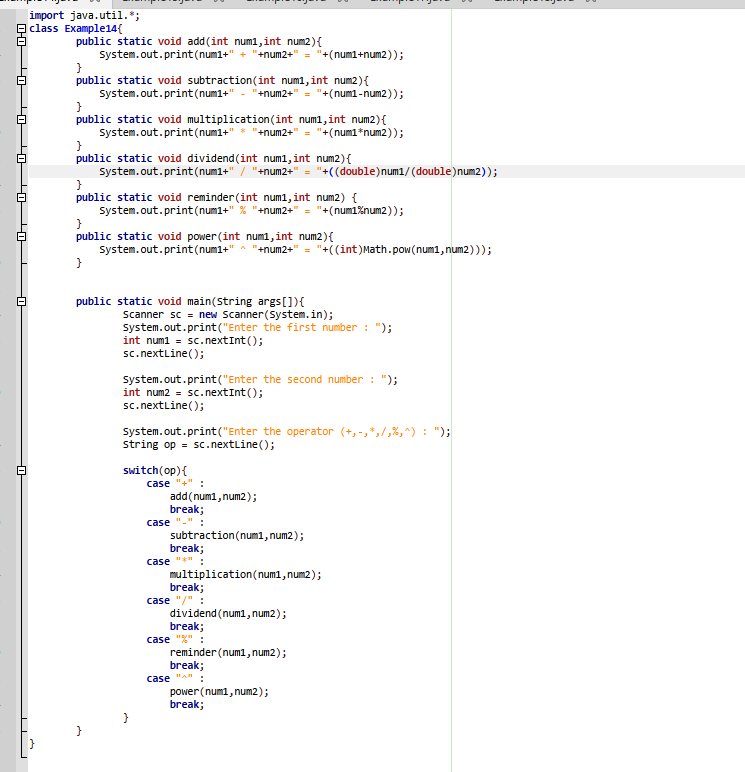 import java.util.*;
class Example14{
public static void add(int num1,int num2){
System.out.print(num1+" + "+num2+" = "+(num1+num2));
}
public static void subtraction(int num1,int num2){
System.out.print(num1+" - "+num2+" = "+(num1-num2));
}
public static void multiplication(int num1,int num2){
System.out.print(num1+" * "+num2+" = "+(num1*num2));
}
public static void dividend(int num1,int num2){
System.out.print(num1+" / "+num2+" = "+((double)num1/(double)num2));
}
public static void reminder(int num1,int num2) {
System.out.print(num1+" % "+num2+" = "+(num1%num2));
}
public static void power(int num1,int num2){
System.out.print(num1+" ^ "+num2+" = "+((int)Math.pow(num1,num2)));
}
public static void main(String args[]){
Scanner sc = new Scanner(System.in);
System.out.print("Enter the first number : ");
int num1 = sc.nextInt();
sc.nextLine();
System.out.print("Enter the second number : ");
int num2 = sc.nextInt();
sc.nextLine();
System.out.print("Enter the operator (+,-,*,/,%,^) : ");
String op = sc.nextLine();
switch(op){
case "+" :
add(num1,num2);
break;
case "-" :
subtraction(num1,num2);
break;
case "*" :
multiplication(num1,num2);
break;
case "/" :
dividend(num1,num2);
break;
case "%" :
reminder(num1,num2);
break;
case "^" :
power(num1,num2);
break;
}
}
}